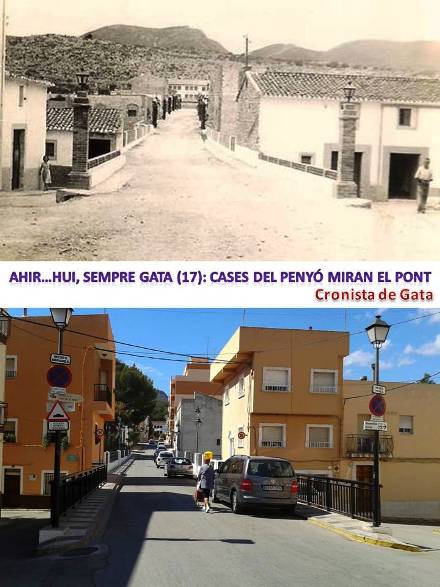 AHIR...HUI, SEMPRE GATA (17): CASES DEL PENYÓ MIRAN EL PONT
Cronista de Gata